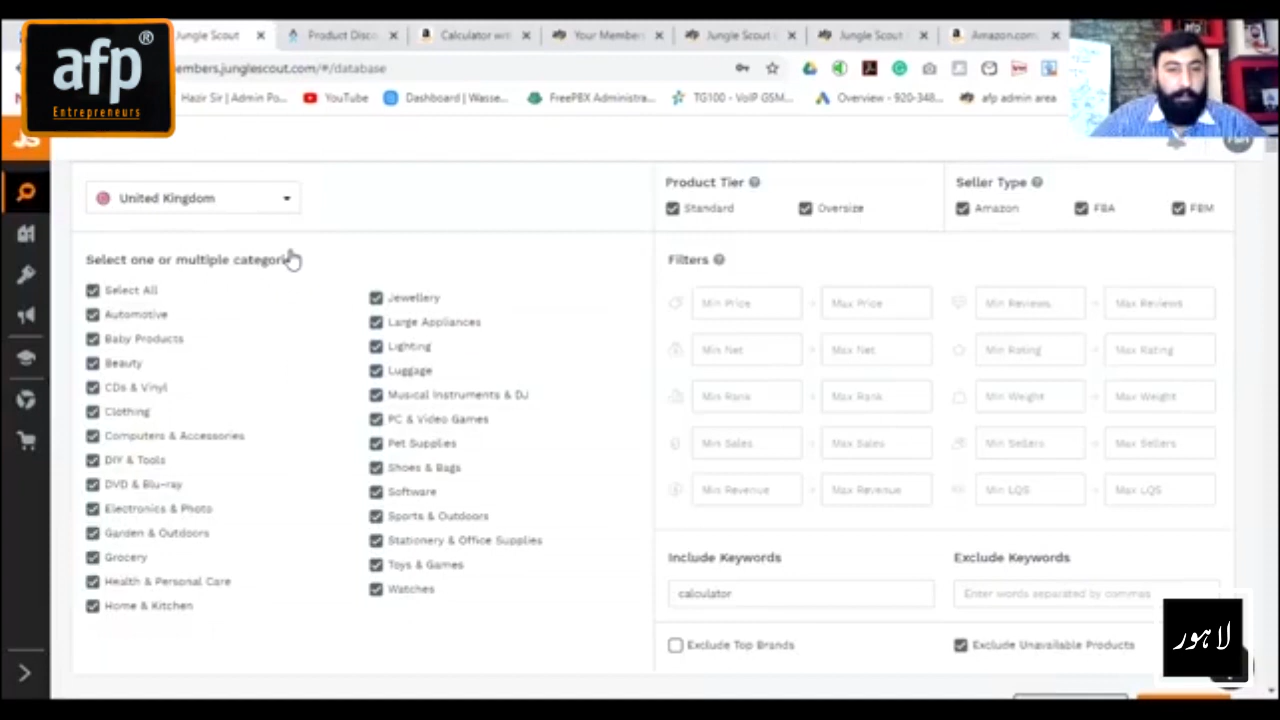 afp®
Entrepreneurs
Jungle Scout
Product Disco...
Calculator wit
Your Members
Jungle Scout
Jungle Scout
Amazon.com
embers.junglescout.com/#/database
Hazir Sir | Admin Po...
YouTube
Dashboard | Wasse...
FreePBX Administra...
TG100 - VoIP GSM...
Overview - 920-348...
afp admin area
United Kingdom
Product Tier
Standard
Oversize
Seller Type
Amazon
FBA
FBM
Select one or multiple categori
Select All
Automotive
Baby Products
Beauty
CDs & Vinyl
Clothing
Computers & Accessories
DIY & Tools
DVD & Blu-ray
Electronics & Photo
Garden & Outdoors
Grocery
Health & Personal Care
Home & Kitchen
Jewellery
Large Appliances
Lighting
Luggage
Musical Instruments & DJ
PC & Video Games
Pet Supplies
Shoes & Bags
Software
Sports & Outdoors
Stationery & Office Supplies
Toys & Games
Watches
Filters
Min Price - Max Price
Min Reviews - Max Reviews
Min Net - Max Net
Min Rating - Max Rating
Min Rank - Max Rank
Min Weight - Max Weight
Min Sales - Max Sales
Min Sellers - Max Sellers
Min Revenue - Max Revenue
Min LQS - Max LQS
Include Keywords
calculator
Exclude Keywords
Enter words separated by commas
Exclude Top Brands
Exclude Unavailable Products
لاہور